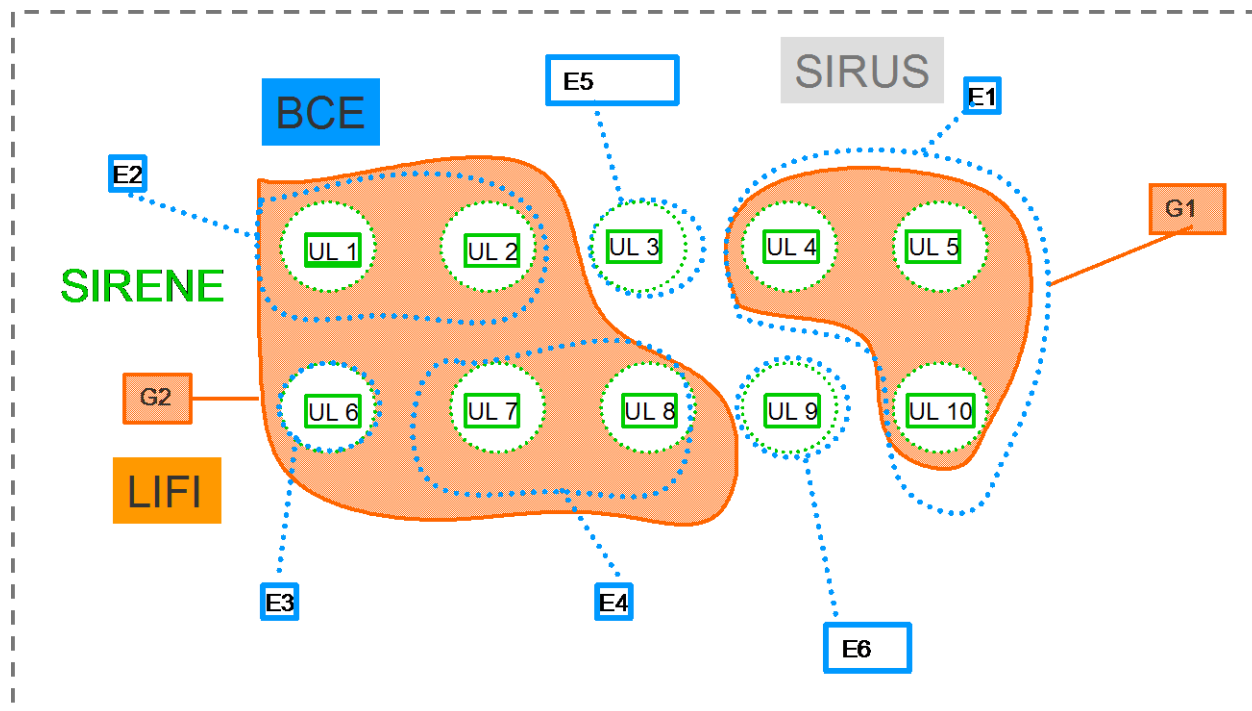 SIRUS
E5
E1
BCE
E2
G1
UL 1
UL 2
UL 3
UL 4
UL 5
SIRENE
G2
UL 6
UL 7
UL 8
UL 9
UL 10
LIFI
E3
E4
E6